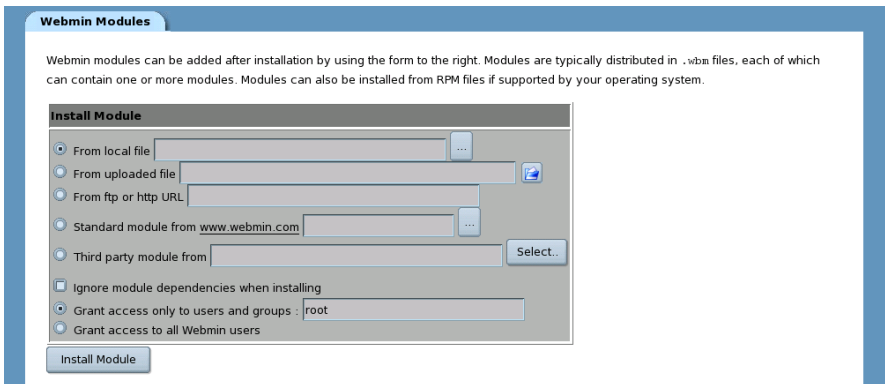 Webmin Modules
Webmin modules can be added after installation by using the form to the right. Modules are typically distributed in .wbm files, each of which
can contain one or more modules. Modules can also be installed from RPM files if supported by your operating system.
Install Module
From local file ...
From uploaded file
From ftp or http URL
Standard module from www.webmin.com ...
Third party module from Select..
Ignore module dependencies when installing
Grant access only to users and groups : root
Grant access to all Webmin users
Install Module